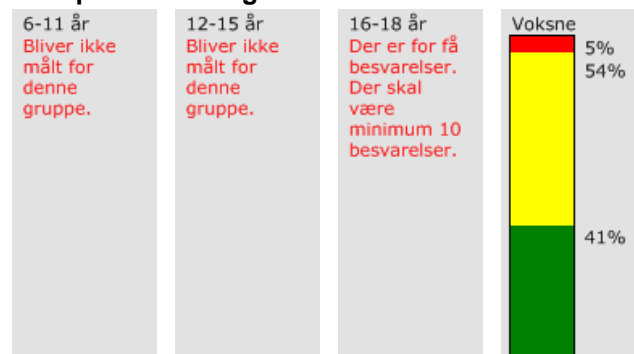 6-11 år
Bliver ikke
målt for
denne
gruppe.
12-15 år
Bliver ikke
målt for
denne
gruppe.
16-18 år
Der er for få
besvarelser.
Der skal
være
minimum 10
besvarelser.
Voksne
5%
54%
41%